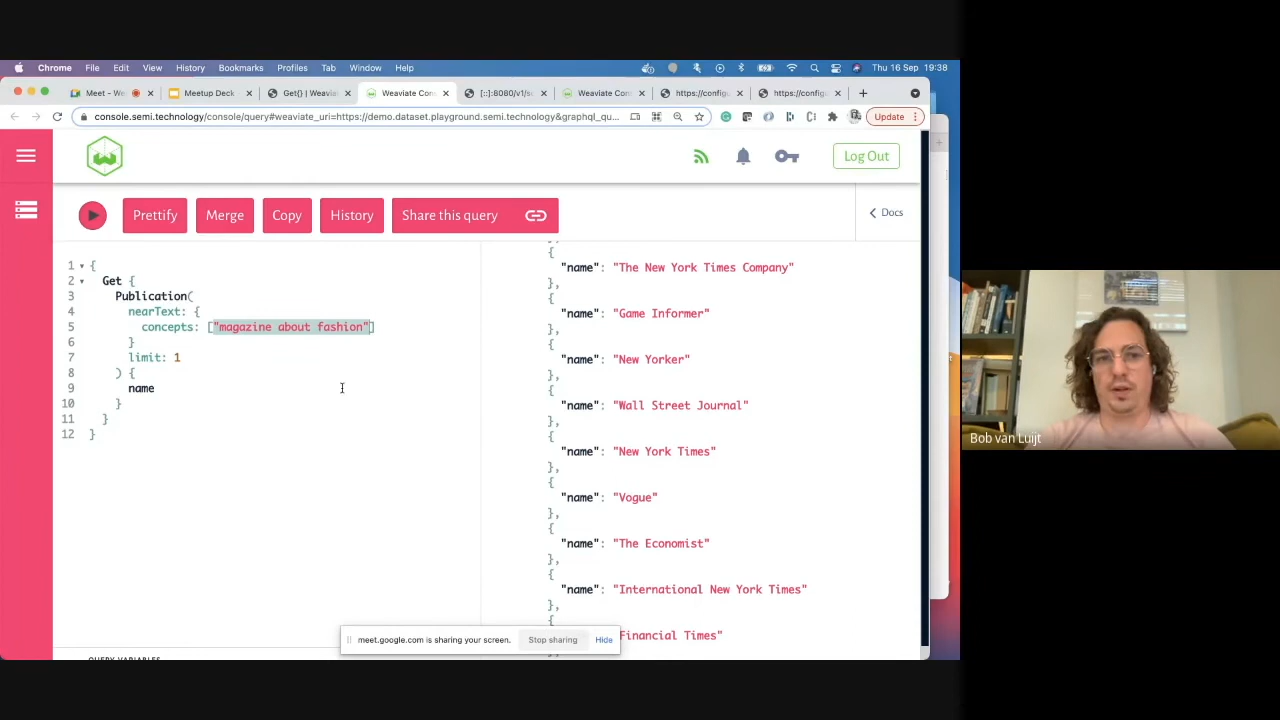 Chrome File Edit View History Bookmarks Profiles Tab Window Help Thu 16 Sep 19:38
Meet - We Meetup Deck Get{} | Weaviat Weaviate Cons [::]:8080/v1/s Weaviate Cons https://config https://config
console.semi.technology/console/query#weaviate_uri=https://demo.dataset.playground.semi.technology&graphql_qu... Update
Log Out
Prettify Merge Copy History Share this query Docs
1 {
2 Get {
3 Publication(
4 nearText: {
5 concepts: ["magazine about fashion"]
6 }
7 limit: 1
8 ) {
9 name
10 }
11 }
12 }
},
{
"name": "The New York Times Company"
},
{
"name": "Game Informer"
},
{
"name": "New Yorker"
},
{
"name": "Wall Street Journal"
},
{
"name": "New York Times"
},
{
"name": "Vogue"
},
{
"name": "The Economist"
},
{
"name": "International New York Times"
},
{
Financial Times"
meet.google.com is sharing your screen. Stop sharing Hide
QUERY VARIABLES
Bob van Luijt